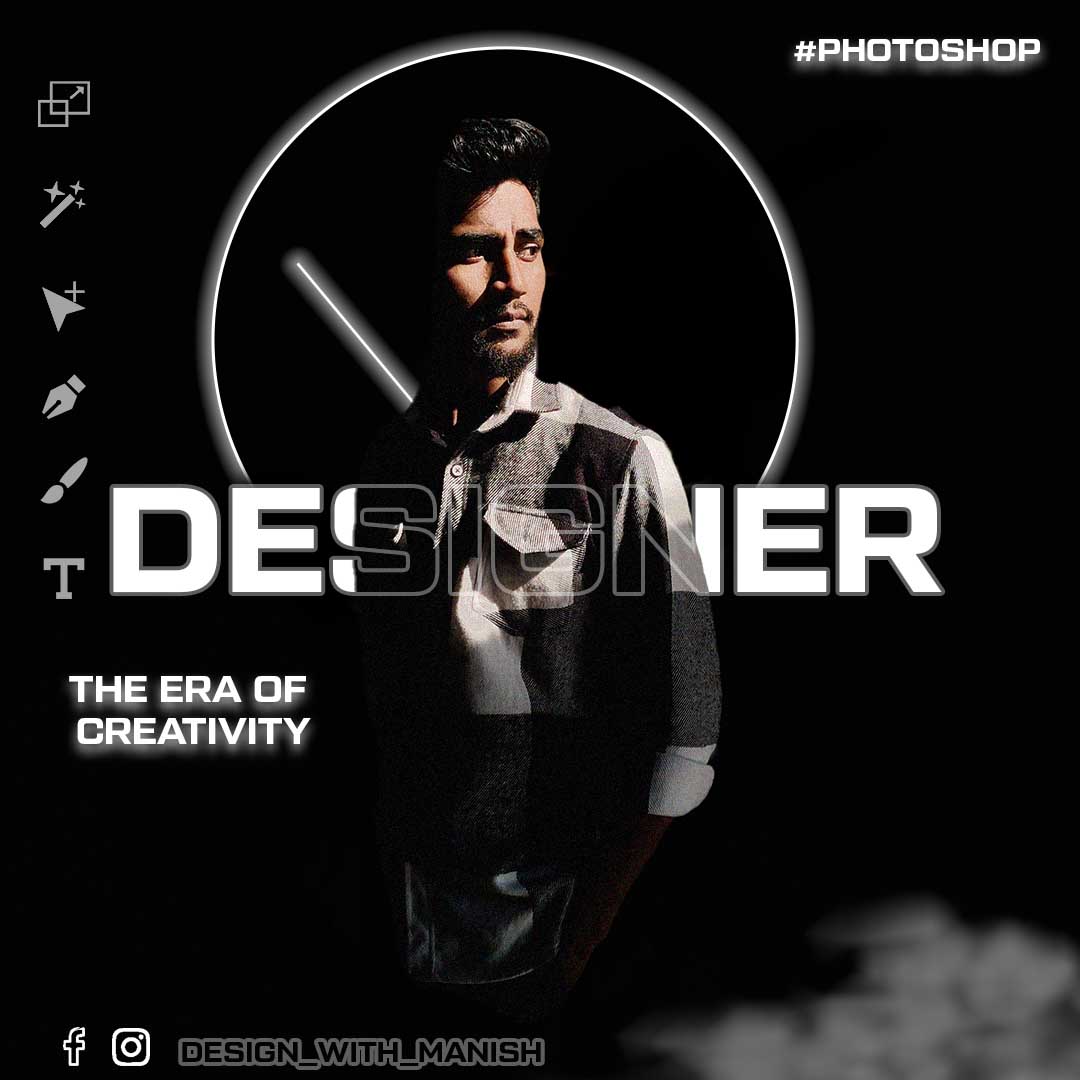 #PHOTOSHOP
DESIGNER
THE ERA OF
CREATIVITY
DESIGN_WITH_MANISH